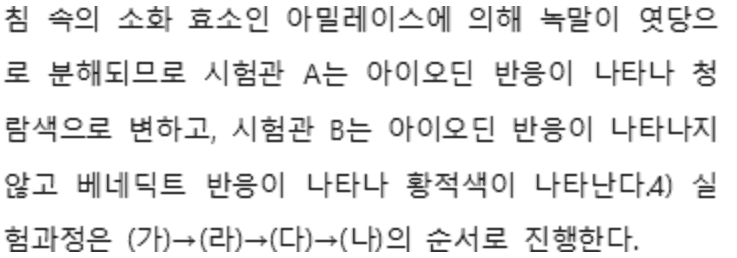 침 속의 소화 효소인 아밀레이스에 의해 녹말이 엿당으
로 분해되므로 시험관 A는 아이오딘 반응이 나타나 청
람색으로 변하고, 시험관 B는 아이오딘 반응이 나타나지
않고 베네딕트 반응이 나타나 황적색이 나타난다.4) 실
험과정은 (가)→(라)→(다)→(나)의 순서로 진행한다.